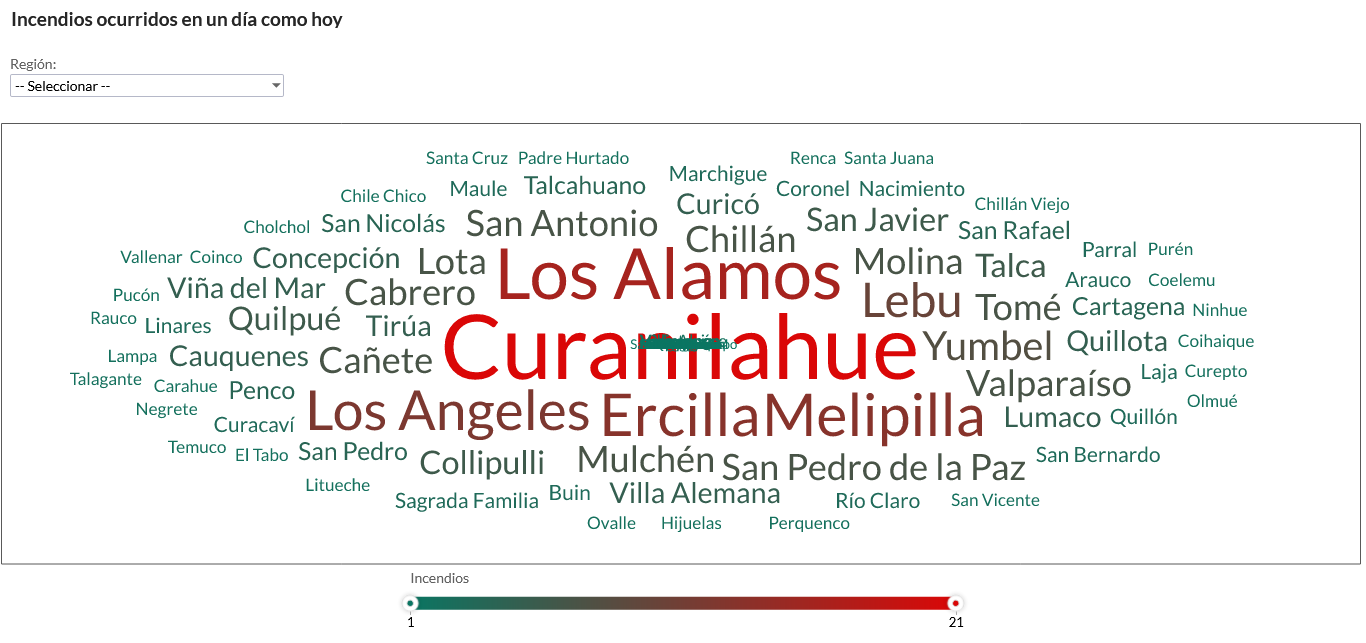 Incendios ocurridos en un día como hoy
Región:
-- Seleccionar --
Santa Cruz Padre Hurtado Renca Santa Juana
Marchigue
Chile Chico Maule Talcahuano Coronel Nacimiento
Curicó Chillán Viejo
Cholchol San Nicolás San Antonio San Javier San Rafael
Chillán
Vallenar Coinco Concepción Lota Los Alamos Molina Talca Parral Purén
Pucón Viña del Mar Cabrero Lebu Arauco Coelemu
Rauco Linares Quilpué Tirúa Tomé Cartagena Ninhue
Lampa Cauquenes Cañete Curanilahue Yumbel Quillota Coihaique
Talagante Carahue Penco Valparaíso Laja Curepto
Negrete Curacaví Los Angeles Ercilla Melipilla Lumaco Quillón Olmué
Temuco El Tabo San Pedro Collipulli Mulchén San Pedro de la Paz San Bernardo
Litueche Sagrada Familia Buin Villa Alemana Río Claro San Vicente
Ovalle Hijuelas Perquenco
Incendios
1 21